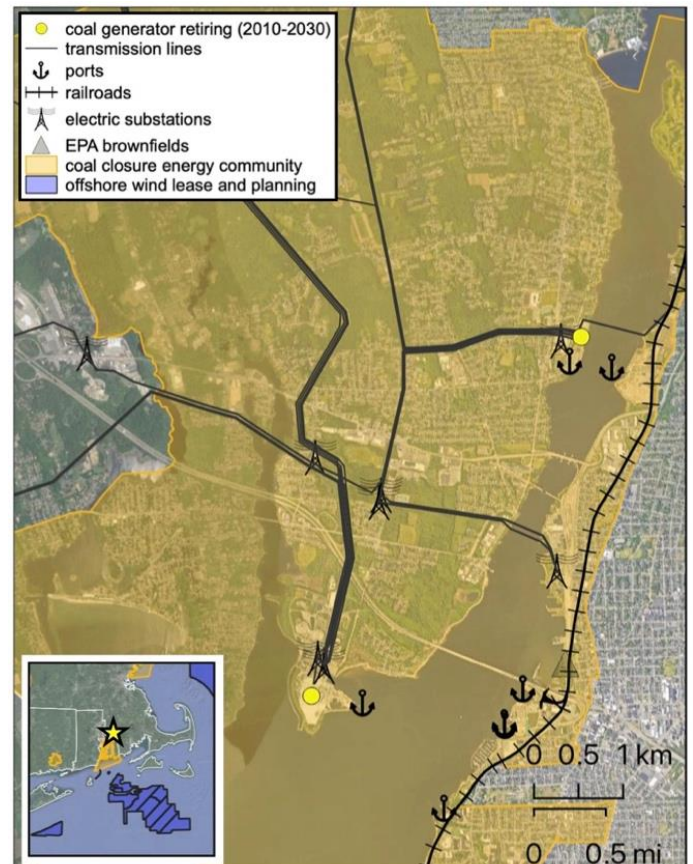 coal generator retiring (2010-2030)
transmission lines
ports
railroads
electric substations
EPA brownfields
coal closure energy community
offshore wind lease and planning
0 0.5 1 km
0 0.5 mi